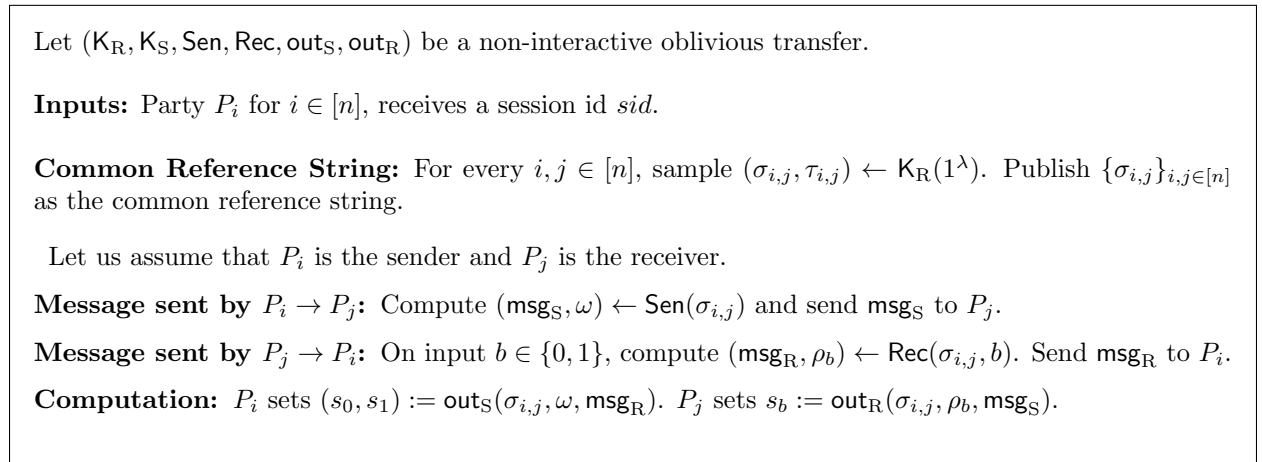 Let (K_R, K_S, Sen, Rec, out_S, out_R) be a non-interactive oblivious transfer.
Inputs: Party P_i for i ∈ [n], receives a session id sid.
Common Reference String: For every i, j ∈ [n], sample (σ_{i,j}, τ_{i,j}) ← K_R(1^λ). Publish {σ_{i,j}}_{i,j∈[n]}
as the common reference string.
Let us assume that P_i is the sender and P_j is the receiver.
Message sent by P_i → P_j: Compute (msg_S, ω) ← Sen(σ_{i,j}) and send msg_S to P_j.
Message sent by P_j → P_i: On input b ∈ {0, 1}, compute (msg_R, ρ_b) ← Rec(σ_{i,j}, b). Send msg_R to P_i.
Computation: P_i sets (s_0, s_1) := out_S(σ_{i,j}, ω, msg_R). P_j sets s_b := out_R(σ_{i,j}, ρ_b, msg_S).